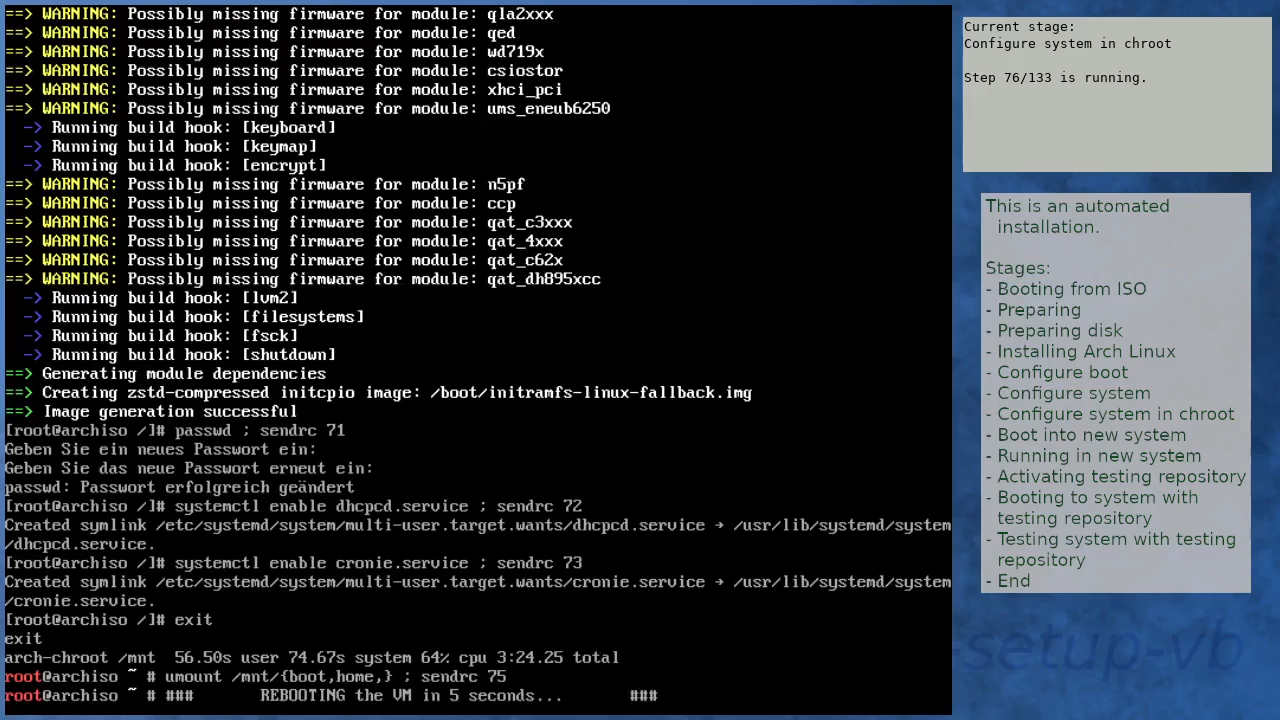 ==> WARNING: Possibly missing firmware for module: qla2xxx
==> WARNING: Possibly missing firmware for module: qed
==> WARNING: Possibly missing firmware for module: wd719x
==> WARNING: Possibly missing firmware for module: csiostor
==> WARNING: Possibly missing firmware for module: xhci_pci
==> WARNING: Possibly missing firmware for module: ums_eneub6250
  -> Running build hook: [keyboard]
  -> Running build hook: [keymap]
  -> Running build hook: [encrypt]
==> WARNING: Possibly missing firmware for module: n5pf
==> WARNING: Possibly missing firmware for module: ccp
==> WARNING: Possibly missing firmware for module: qat_c3xxx
==> WARNING: Possibly missing firmware for module: qat_4xxx
==> WARNING: Possibly missing firmware for module: qat_c62x
==> WARNING: Possibly missing firmware for module: qat_dh895xcc
  -> Running build hook: [lvm2]
  -> Running build hook: [filesystems]
  -> Running build hook: [fsck]
  -> Running build hook: [shutdown]
==> Generating module dependencies
==> Creating zstd-compressed initcpio image: /boot/initramfs-linux-fallback.img
==> Image generation successful
[root@archiso /]# passwd ; sendrc 71
Geben Sie ein neues Passwort ein:
Geben Sie das neue Passwort erneut ein:
passwd: Passwort erfolgreich geändert
[root@archiso /]# systemctl enable dhcpcd.service ; sendrc 72
Created symlink /etc/systemd/system/multi-user.target.wants/dhcpcd.service → /usr/lib/systemd/system
/dhcpcd.service.
[root@archiso /]# systemctl enable cronie.service ; sendrc 73
Created symlink /etc/systemd/system/multi-user.target.wants/cronie.service → /usr/lib/systemd/system
/cronie.service.
[root@archiso /]# exit
exit
arch-chroot /mnt  56.50s user 74.67s system 64% cpu 3:24.25 total
root@archiso ~ # umount /mnt/{boot,home,} ; sendrc 75
root@archiso ~ # ###       REBOOTING the VM in 5 seconds...       ###
Current stage:
Configure system in chroot
Step 76/133 is running.
This is an automated
installation.
Stages:
- Booting from ISO
- Preparing
- Preparing disk
- Installing Arch Linux
- Configure boot
- Configure system
- Configure system in chroot
- Boot into new system
- Running in new system
- Activating testing repository
- Booting to system with
testing repository
- Testing system with testing
repository
- End
-setup-vb